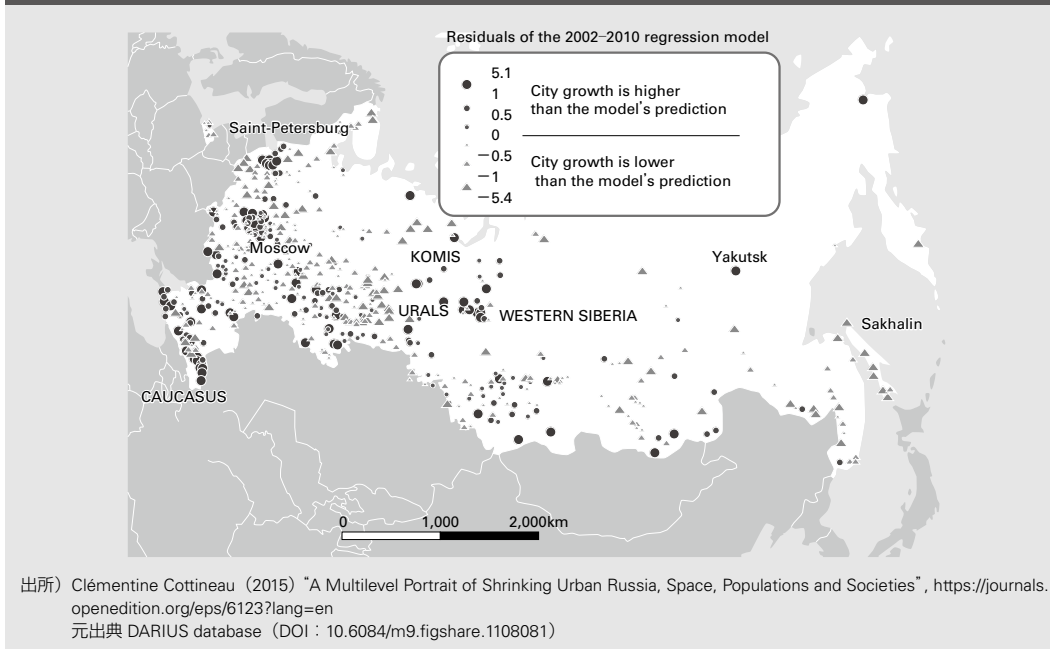 Residuals of the 2002–2010 regression model
5.1
1
0.5
0
−0.5
−1
−5.4
City growth is higher
than the model's prediction
City growth is lower
than the model's prediction
Saint-Petersburg
Moscow
KOMIS
Yakutsk
URALS
WESTERN SIBERIA
Sakhalin
CAUCASUS
0 1,000 2,000km
出所）Clémentine Cottineau（2015）“A Multilevel Portrait of Shrinking Urban Russia, Space, Populations and Societies”, https://journals.
openedition.org/eps/6123?lang=en
元出典 DARIUS database（DOI：10.6084/m9.figshare.1108081）